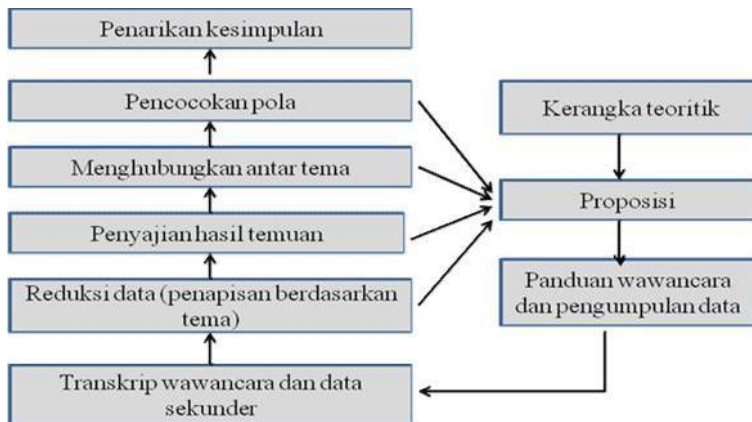 Penarikan kesimpulan
Pencocokan pola
Menghubungkan antar tema
Penyajian hasil temuan
Reduksi data (penapisan berdasarkan
tema)
Transkrip wawancara dan data
sekunder
Kerangka teoritik
Proposisi
Panduan wawancara
dan pengumpulan data